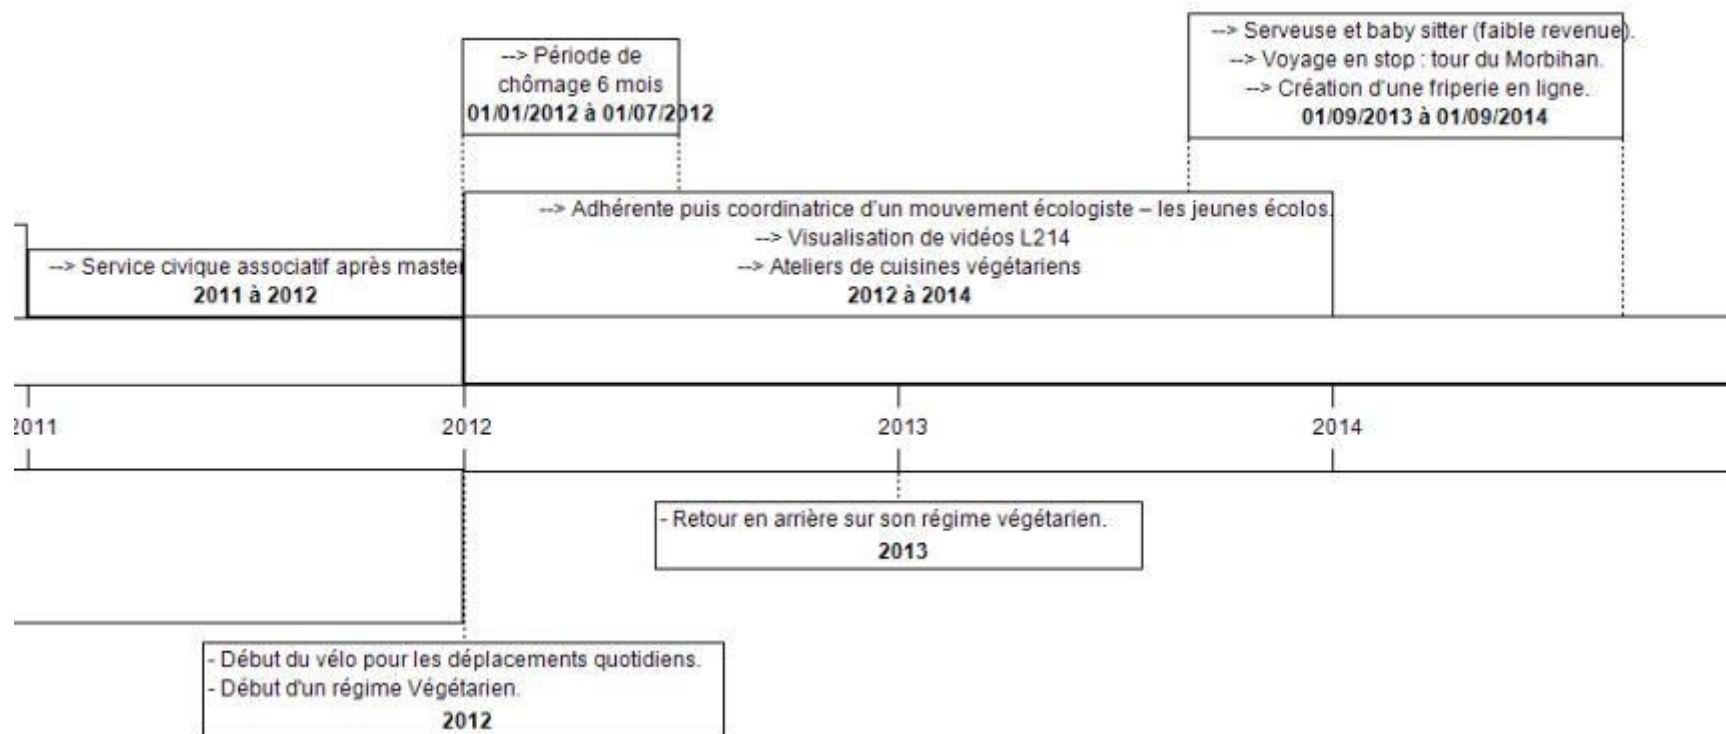 --> Période de
chômage 6 mois
01/01/2012 à 01/07/2012
--> Serveuse et baby sitter (faible revenue).
--> Voyage en stop : tour du Morbihan.
--> Création d'une friperie en ligne.
01/09/2013 à 01/09/2014
--> Adhérente puis coordinatrice d'un mouvement écologiste – les jeunes écolos.
--> Visualisation de vidéos L214
--> Ateliers de cuisines végétariens
2012 à 2014
--> Service civique associatif après master
2011 à 2012
2011
2012
2013
2014
- Retour en arrière sur son régime végétarien.
2013
- Début du vélo pour les déplacements quotidiens.
- Début d'un régime Végétarien.
2012